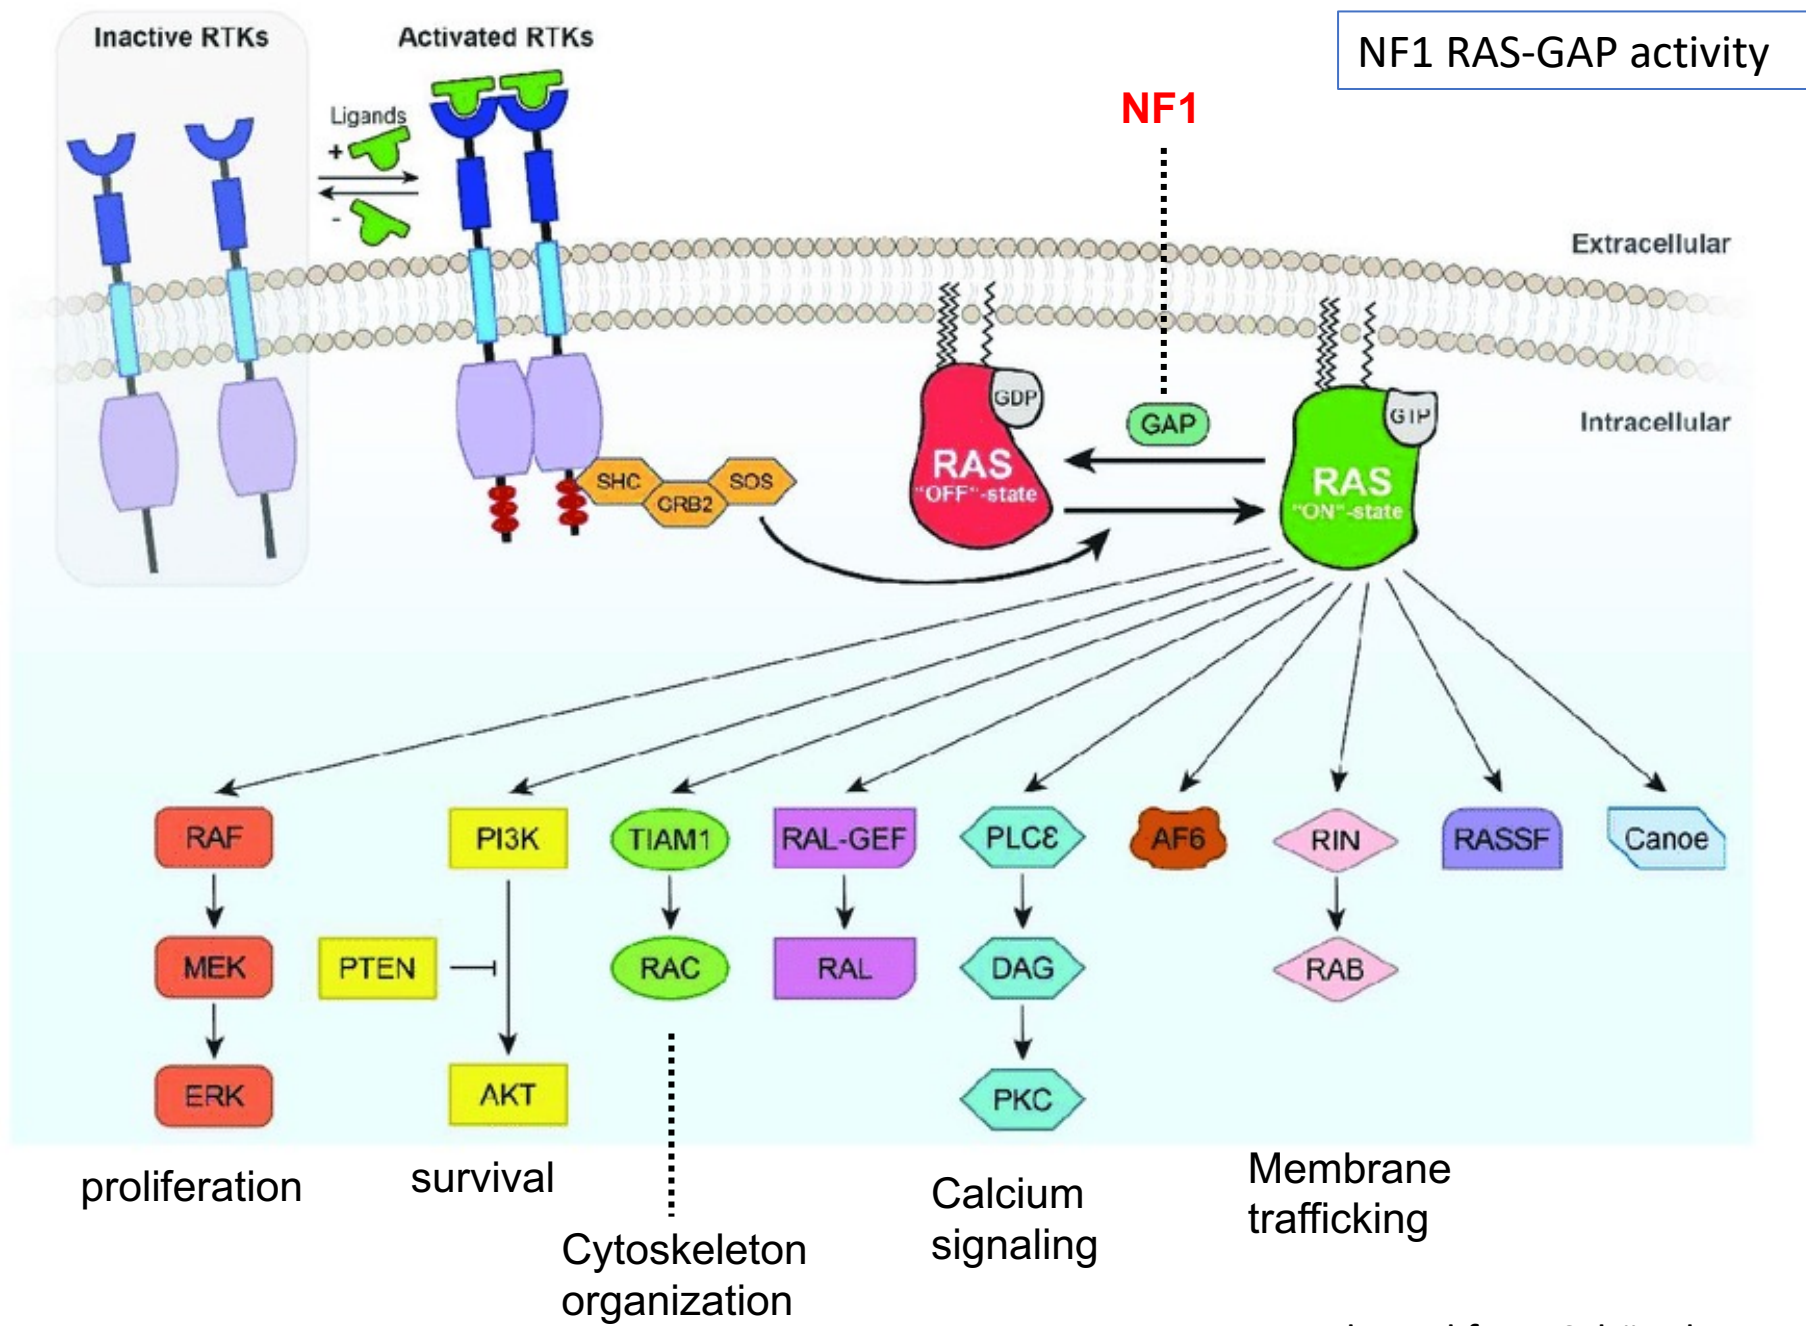 Inactive RTKs
Activated RTKs
NF1 RAS-GAP activity
NF1
Ligands
+
-
Extracellular
Intracellular
GDP
GAP
GTP
RAS
"OFF"-state
RAS
"ON"-state
SHC
GRB2
SOS
RAF
PI3K
TIAM1
RAL-GEF
PLCε
AF6
RIN
RASSF
Canoe
MEK
PTEN
RAC
RAL
DAG
RAB
ERK
AKT
PKC
proliferation
survival
Cytoskeleton
organization
Calcium
signaling
Membrane
trafficking